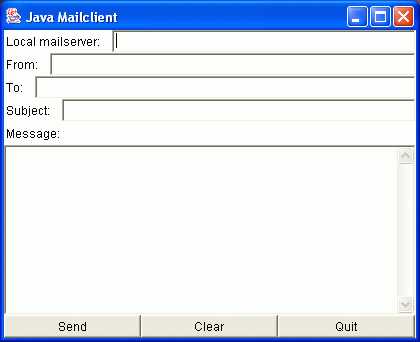 Java Mailclient
Local mailserver:
From:
To:
Subject:
Message:
Send Clear Quit